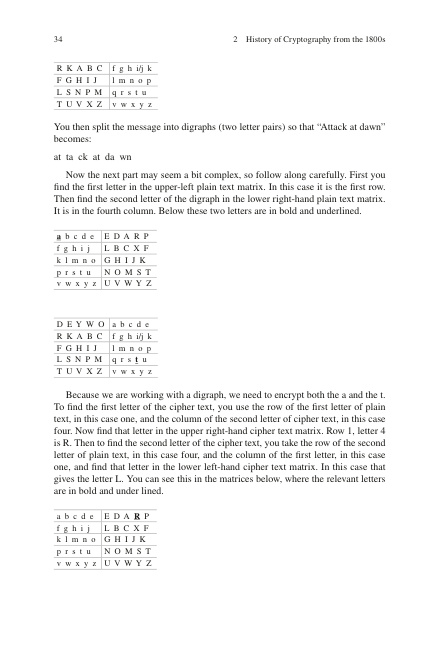 34 2 History of Cryptography from the 1800s
R K A B C f g h i/j k
F G H I J l m n o p
L S N P M q r s t u
T U V X Z v w x y z
You then split the message into digraphs (two letter pairs) so that “Attack at dawn”
becomes:
at ta ck at da wn
Now the next part may seem a bit complex, so follow along carefully. First you
find the first letter in the upper-left plain text matrix. In this case it is the first row.
Then find the second letter of the digraph in the lower right-hand plain text matrix.
It is in the fourth column. Below these two letters are in bold and underlined.
a b c d e E D A R P
f g h i j L B C X F
k l m n o G H I J K
p r s t u N O M S T
v w x y z U V W Y Z
D E Y W O a b c d e
R K A B C f g h i/j k
F G H I J l m n o p
L S N P M q r s t u
T U V X Z v w x y z
Because we are working with a digraph, we need to encrypt both the a and the t.
To find the first letter of the cipher text, you use the row of the first letter of plain
text, in this case one, and the column of the second letter of cipher text, in this case
four. Now find that letter in the upper right-hand cipher text matrix. Row 1, letter 4
is R. Then to find the second letter of the cipher text, you take the row of the second
letter of plain text, in this case four, and the column of the first letter, in this case
one, and find that letter in the lower left-hand cipher text matrix. In this case that
gives the letter L. You can see this in the matrices below, where the relevant letters
are in bold and under lined.
a b c d e E D A R P
f g h i j L B C X F
k l m n o G H I J K
p r s t u N O M S T
v w x y z U V W Y Z